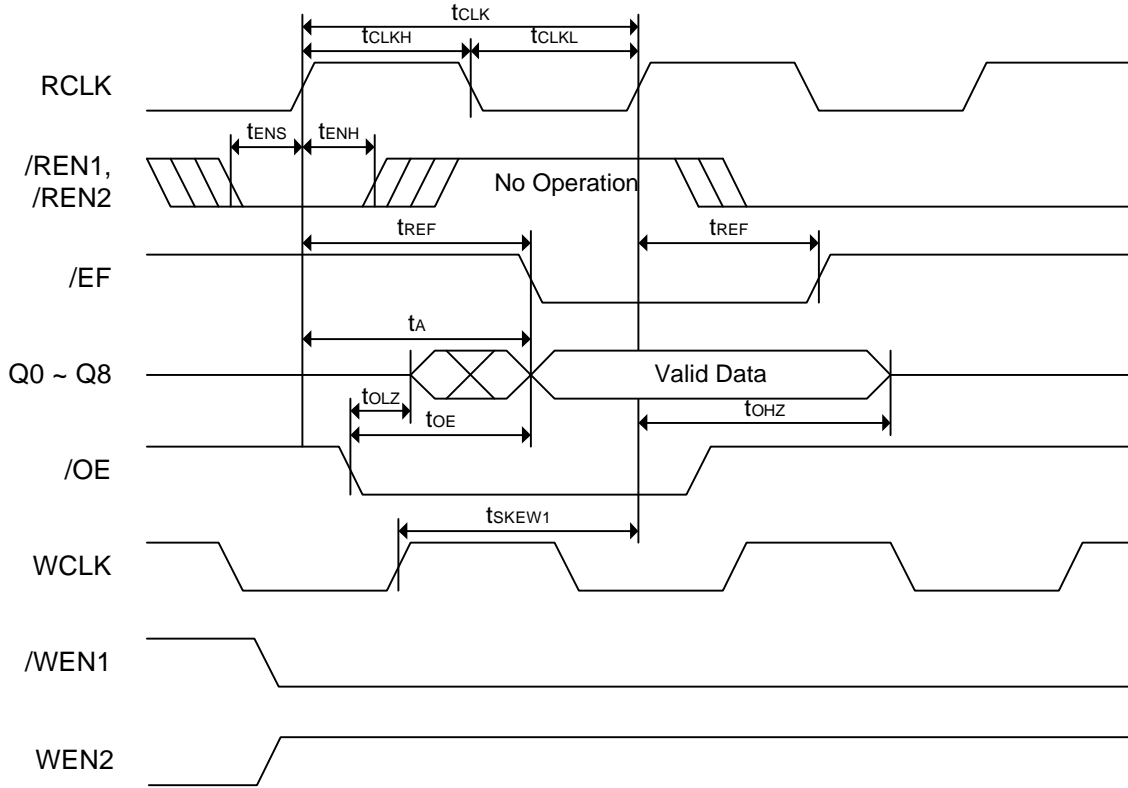 tCLK
tCLKH
tCLKL
RCLK
tENS
tENH
/REN1,
/REN2
No Operation
tREF
tREF
/EF
tA
Q0 ~ Q8
Valid Data
tOLZ
tOE
tOHZ
/OE
tSKEW1
WCLK
/WEN1
WEN2